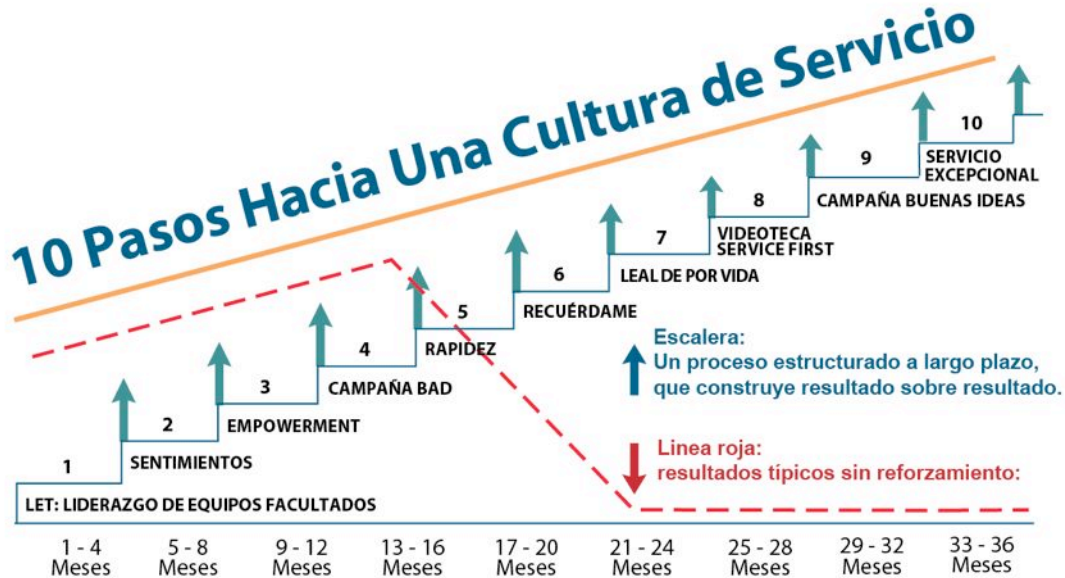 10 Pasos Hacia Una Cultura de Servicio
10
SERVICIO
EXCEPCIONAL
9
CAMPAÑA BUENAS IDEAS
8
VIDEOTECA
SERVICE FIRST
7
LEAL DE POR VIDA
6
RECUÉRDAME
5
RAPIDEZ
4
CAMPAÑA BAD
3
EMPOWERMENT
2
SENTIMIENTOS
1
LET: LIDERAZGO DE EQUIPOS FACULTADOS
Escalera:
Un proceso estructurado a largo plazo,
que construye resultado sobre resultado.
Linea roja:
resultados típicos sin reforzamiento:
1 - 4
Meses
5 - 8
Meses
9 - 12
Meses
13 - 16
Meses
17 - 20
Meses
21 - 24
Meses
25 - 28
Meses
29 - 32
Meses
33 - 36
Meses